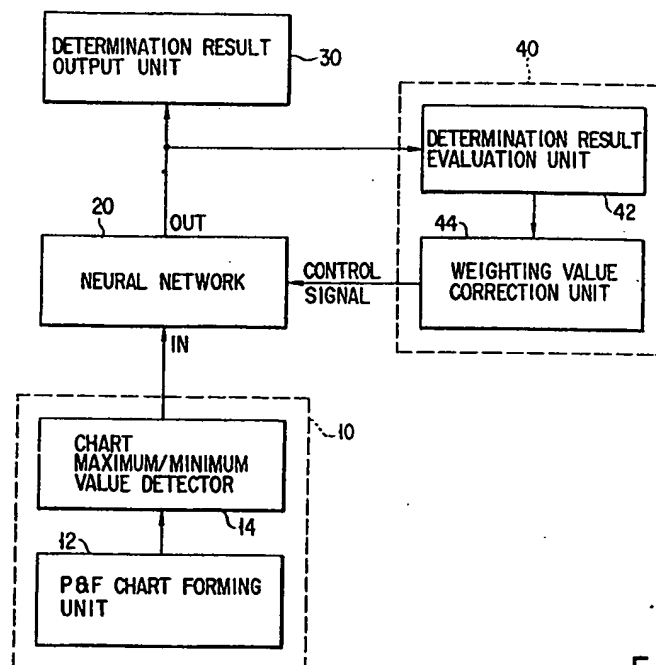 DETERMINATION RESULT
OUTPUT UNIT
30
40
DETERMINATION RESULT
EVALUATION UNIT
42
20
OUT
NEURAL NETWORK
IN
CONTROL
SIGNAL
44
WEIGHTING VALUE
CORRECTION UNIT
10
CHART
MAXIMUM/MINIMUM
VALUE DETECTOR
14
12
P&F CHART FORMING
UNIT